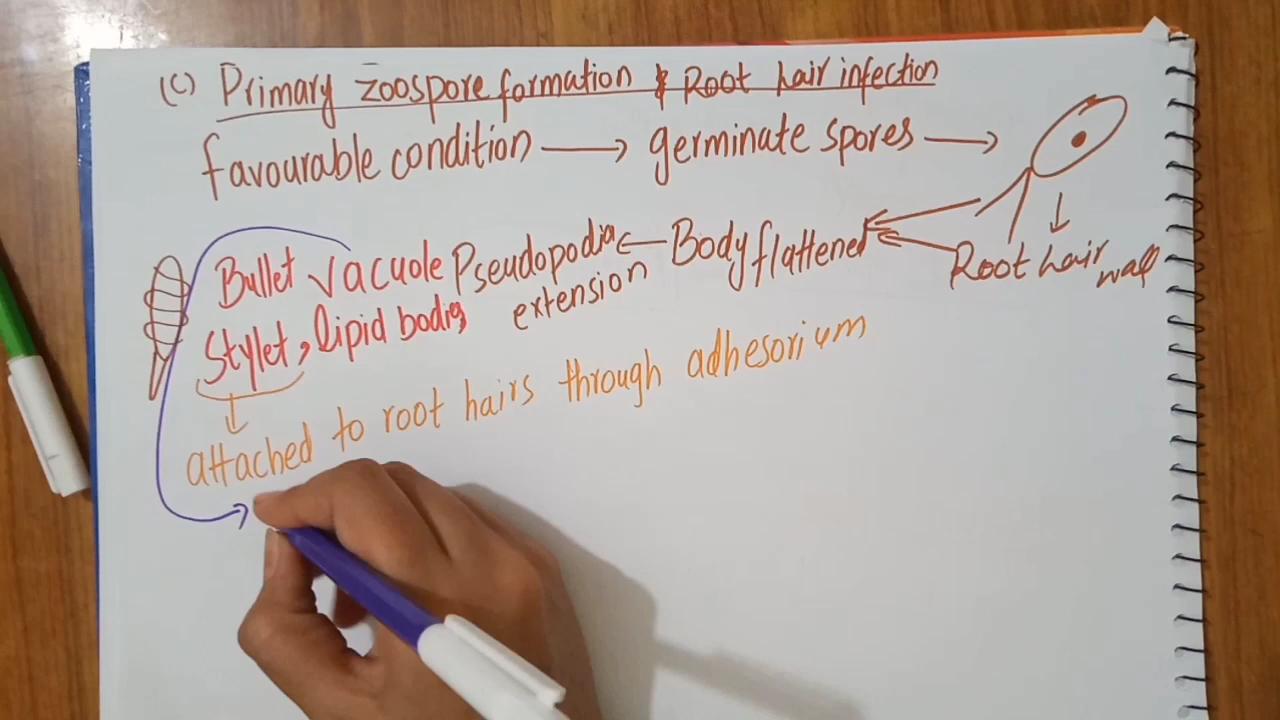 (C) Primary Zoospore formation & Root hair infection
favourable condition → germinate spores →
Root hair wall
Bullet vacuole Pseudopodia ← Body flattened
Stylet, lipid bodies extension
attached to root hairs through adhesorium